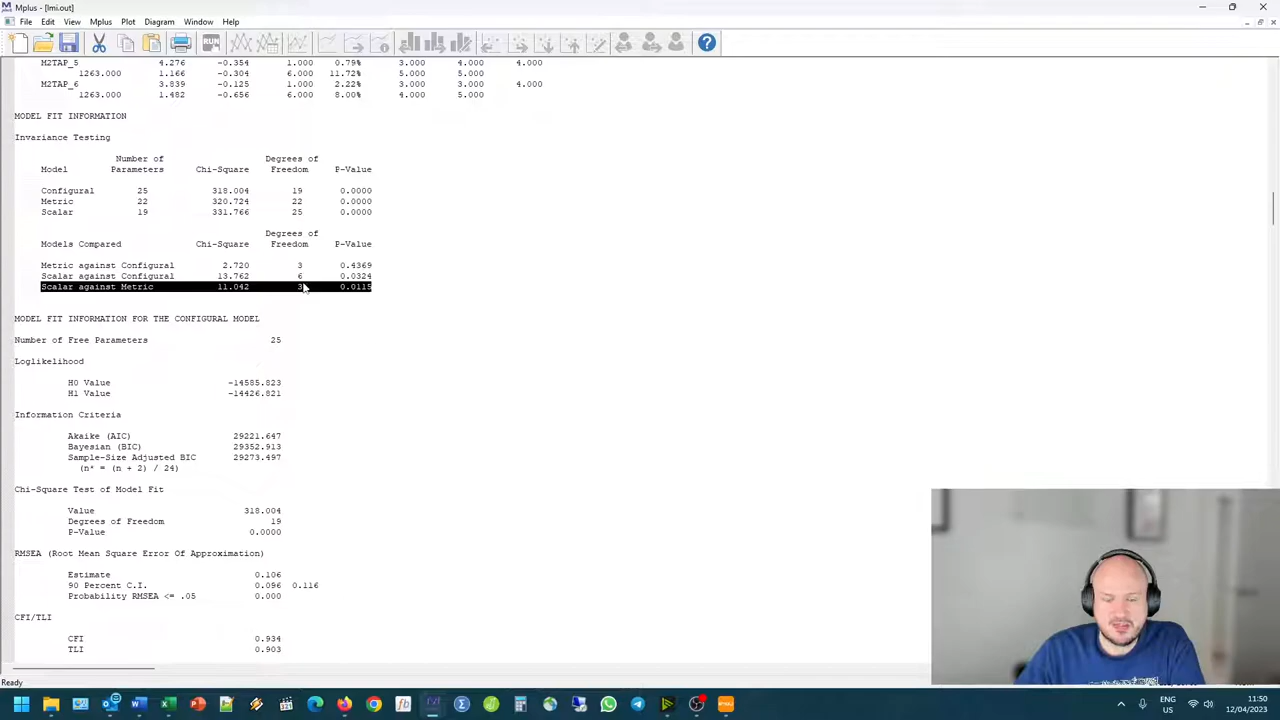 Mplus - [lmi.out]
File Edit View Mplus Plot Diagram Window Help
RUN
M2TAP_5 4.276 -0.354 1.000 0.79% 3.000 4.000 4.000
1263.000 1.166 -0.304 6.000 11.72% 5.000 5.000
M2TAP_6 3.839 -0.125 1.000 2.22% 3.000 3.000 4.000
1263.000 1.482 -0.656 6.000 8.00% 4.000 5.000
MODEL FIT INFORMATION
Invariance Testing
Number of Degrees of
Model Parameters Chi-Square Freedom P-Value
Configural 25 318.004 19 0.0000
Metric 22 320.724 22 0.0000
Scalar 19 331.766 25 0.0000
Degrees of
Models Compared Chi-Square Freedom P-Value
Metric against Configural 2.720 3 0.4369
Scalar against Configural 13.762 6 0.0324
Scalar against Metric 11.042 3 0.0115
MODEL FIT INFORMATION FOR THE CONFIGURAL MODEL
Number of Free Parameters 25
Loglikelihood
H0 Value -14585.823
H1 Value -14426.821
Information Criteria
Akaike (AIC) 29221.647
Bayesian (BIC) 29352.913
Sample-Size Adjusted BIC 29273.497
(n* = (n + 2) / 24)
Chi-Square Test of Model Fit
Value 318.004
Degrees of Freedom 19
P-Value 0.0000
RMSEA (Root Mean Square Error Of Approximation)
Estimate 0.106
90 Percent C.I. 0.096 0.116
Probability RMSEA <= .05 0.000
CFI/TLI
CFI 0.934
TLI 0.903
Ready
ENG
US
11:50
12/04/2023